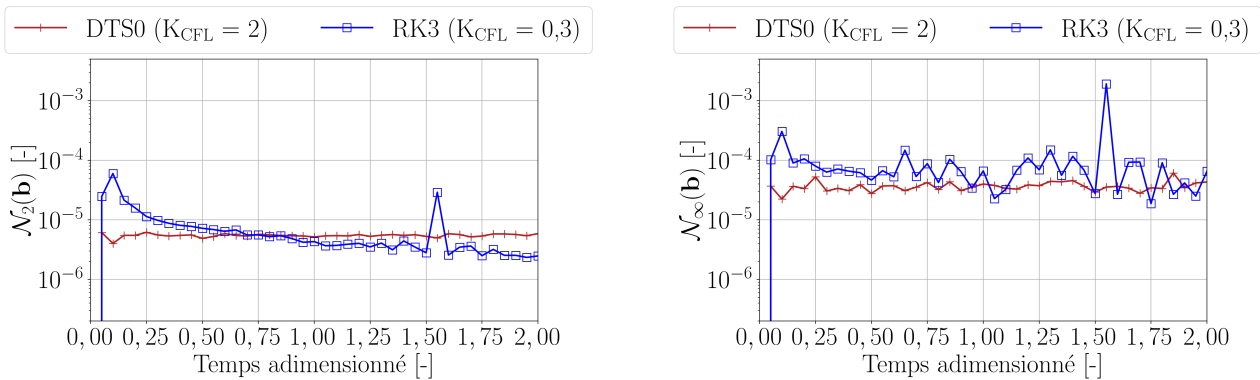 DTS0 (K_CFL = 2) RK3 (K_CFL = 0,3)
𝒩₂(𝐛) [-]
10⁻³
10⁻⁴
10⁻⁵
10⁻⁶
0,00 0,25 0,50 0,75 1,00 1,25 1,50 1,75 2,00
Temps adimensionné [-]
DTS0 (K_CFL = 2) RK3 (K_CFL = 0,3)
𝒩∞(𝐛) [-]
10⁻³
10⁻⁴
10⁻⁵
10⁻⁶
0,00 0,25 0,50 0,75 1,00 1,25 1,50 1,75 2,00
Temps adimensionné [-]